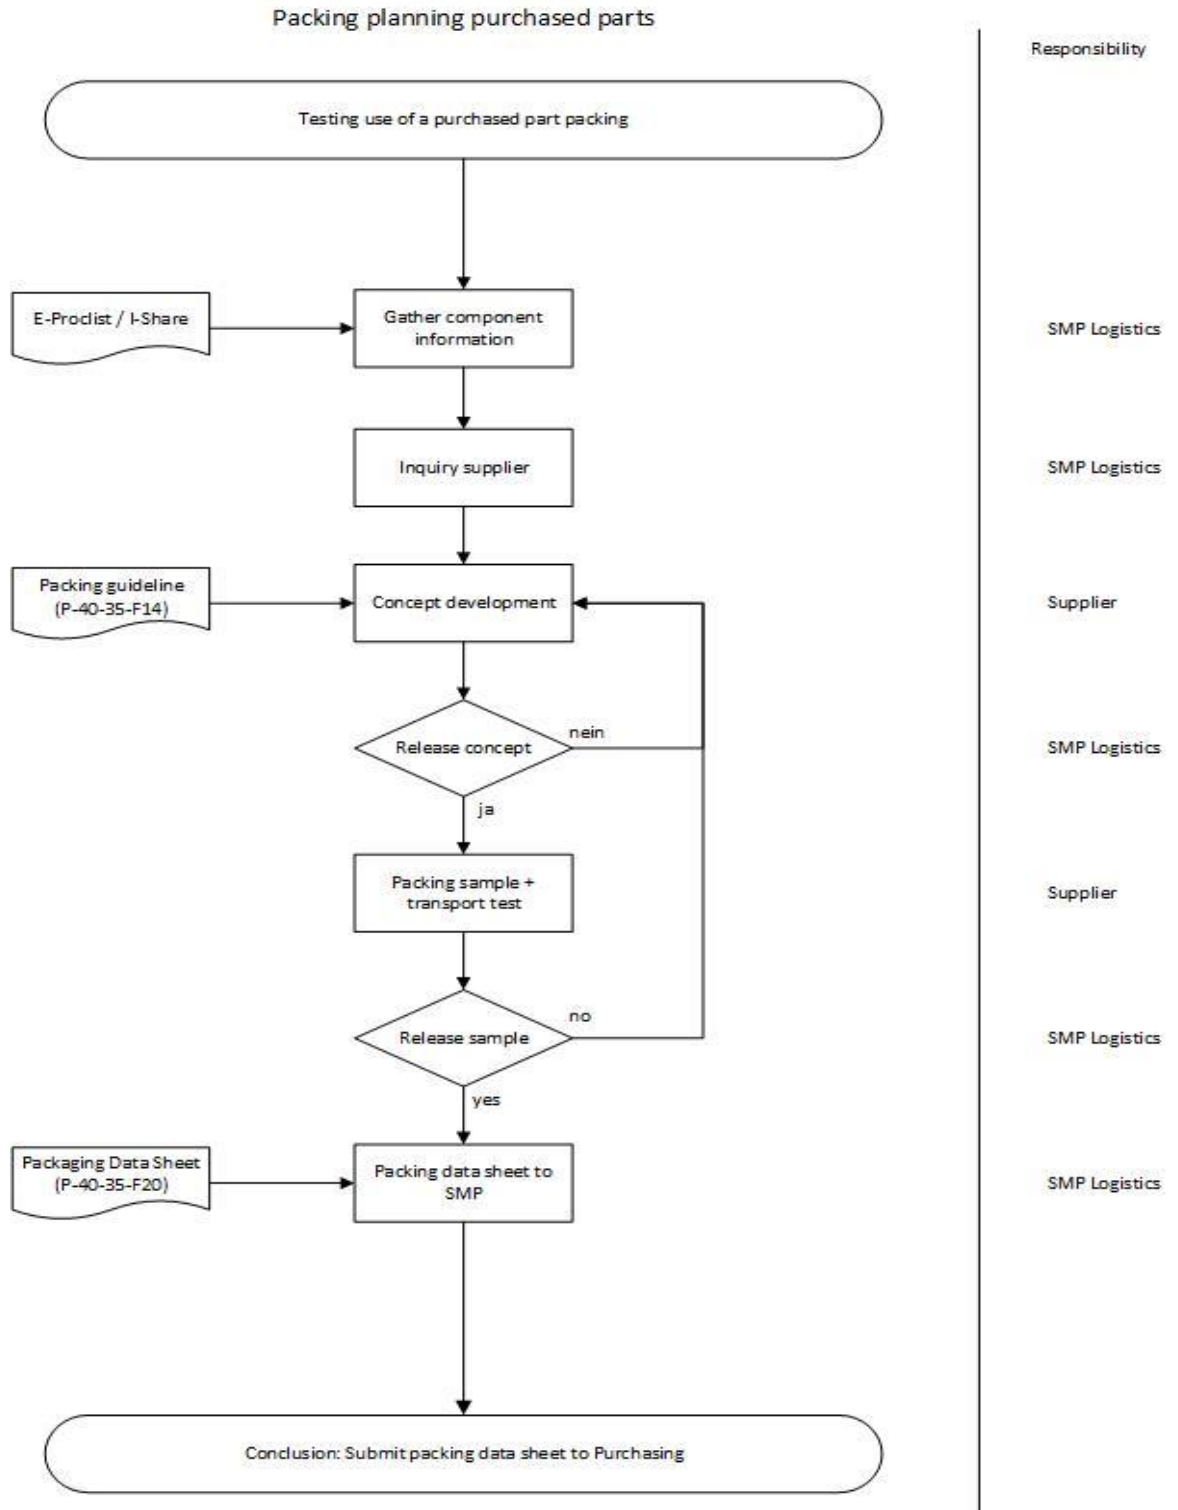 Packing planning purchased parts
Responsibility
Testing use of a purchased part packing
E-Proclist / I-Share
Gather component
information
SMP Logistics
Inquiry supplier
SMP Logistics
Packing guideline
(P-40-35-F14)
Concept development
Supplier
nein
Release concept
SMP Logistics
ja
Packing sample +
transport test
Supplier
no
Release sample
SMP Logistics
yes
Packaging Data Sheet
(P-40-35-F20)
Packing data sheet to
SMP
SMP Logistics
Conclusion: Submit packing data sheet to Purchasing